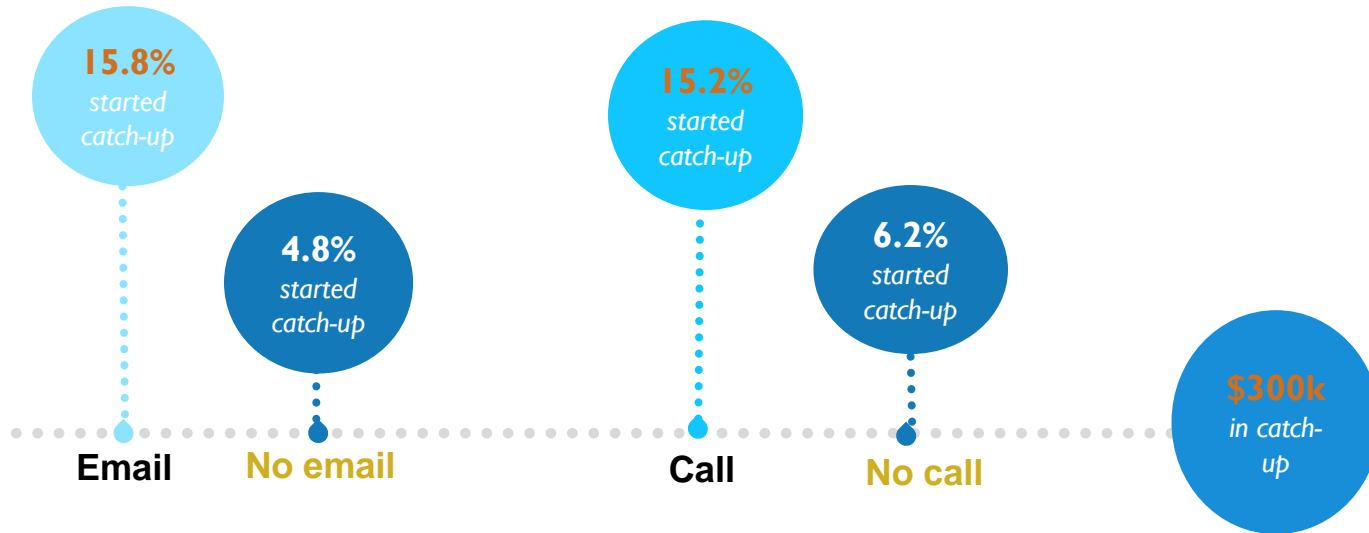 15.8%
started
catch-up
4.8%
started
catch-up
15.2%
started
catch-up
6.2%
started
catch-up
$300k
in catch-
up
Email
No email
Call
No call